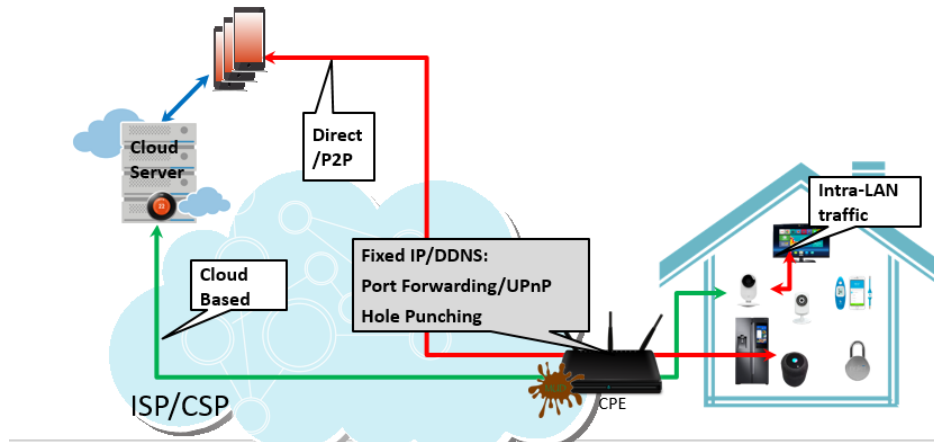 Direct
/P2P
Cloud
Server
Intra-LAN
traffic
Fixed IP/DDNS:
Port Forwarding/UPnP
Hole Punching
Cloud
Based
ISP/CSP
CPE